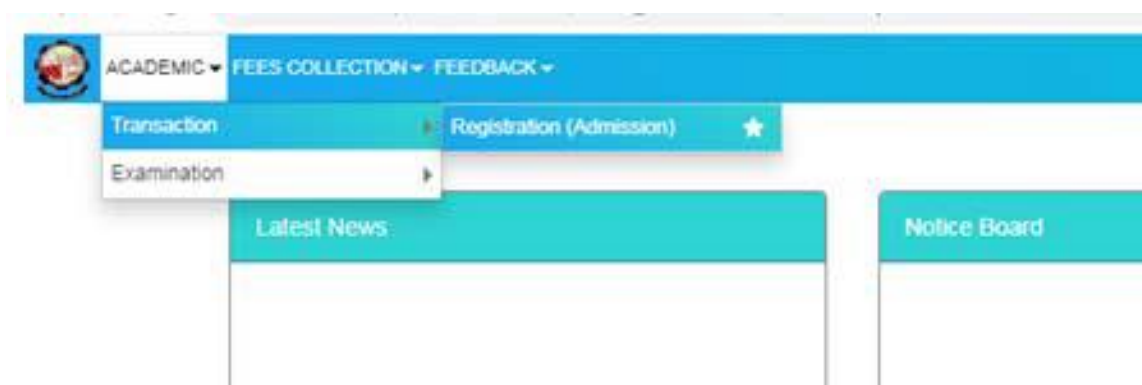 ACADEMIC FEES COLLECTION FEEDBACK
Transaction Registration (Admission)
Examination
Latest News Notice Board